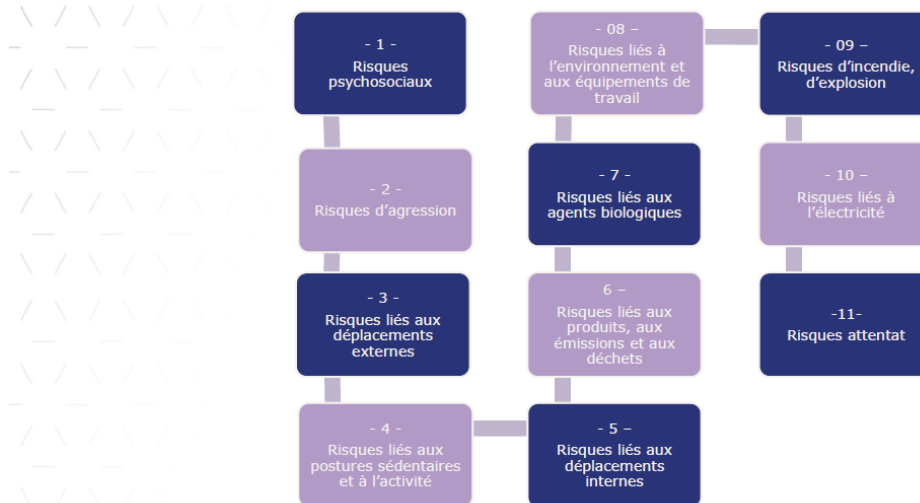 - 1 -
Risques
psychosociaux
- 2 -
Risques d'agression
- 3 -
Risques liés aux
déplacements
externes
- 4 -
Risques liés aux
postures sédentaires
et à l'activité
- 5 –
Risques liés aux
déplacements
internes
6 –
Risques liés aux
produits, aux
émissions et aux
déchets
- 7 -
Risques liés aux
agents biologiques
- 08 –
Risques liés à
l'environnement et
aux équipements de
travail
- 09 –
Risques d'incendie,
d'explosion
- 10 –
Risques liés à
l'électricité
-11-
Risques attentat